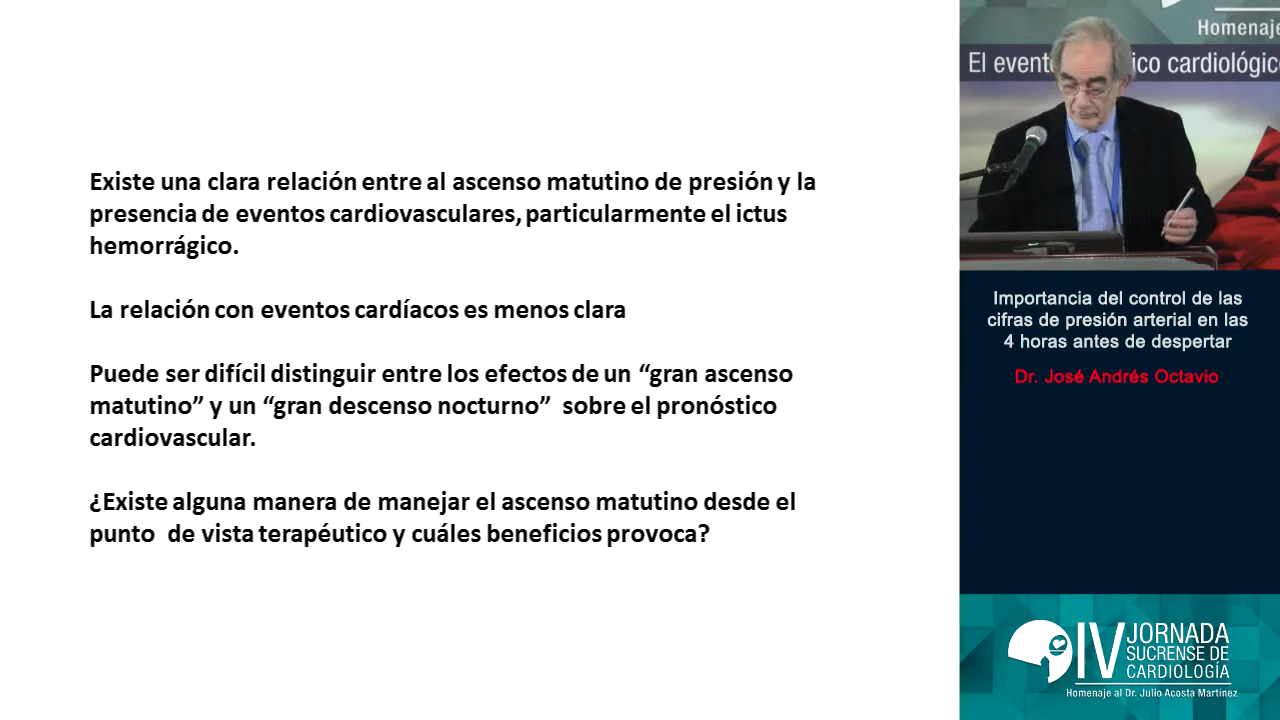 Existe una clara relación entre al ascenso matutino de presión y la
presencia de eventos cardiovasculares, particularmente el ictus
hemorrágico.
La relación con eventos cardíacos es menos clara
Puede ser difícil distinguir entre los efectos de un “gran ascenso
matutino” y un “gran descenso nocturno” sobre el pronóstico
cardiovascular.
¿Existe alguna manera de manejar el ascenso matutino desde el
punto de vista terapéutico y cuáles beneficios provoca?
Homenaje
El event ico cardiológico
Importancia del control de las
cifras de presión arterial en las
4 horas antes de despertar
Dr. José Andrés Octavio
IV JORNADA
SUCRENSE DE
CARDIOLOGÍA
Homenaje al Dr. Julio Acosta Martínez